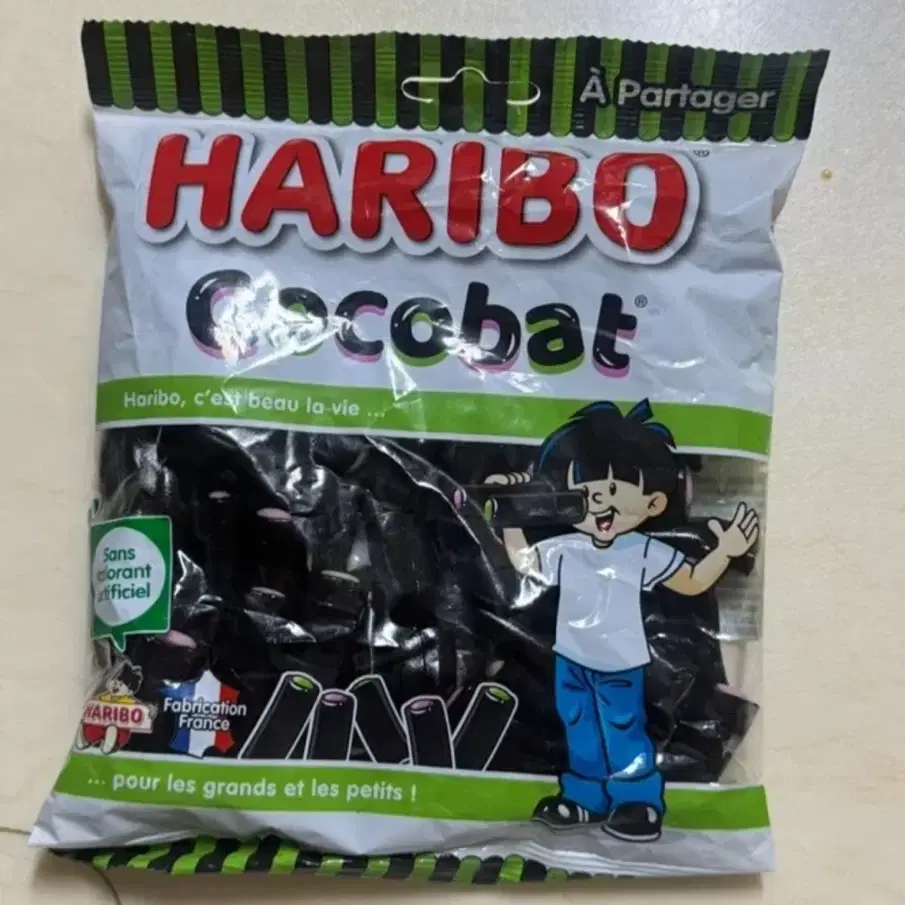 À Partager
HARIBO
Cocobat®
Haribo, c'est beau la vie ...
Sans
colorant
artificiel
HARIBO
Fabrication
France
... pour les grands et les petits !